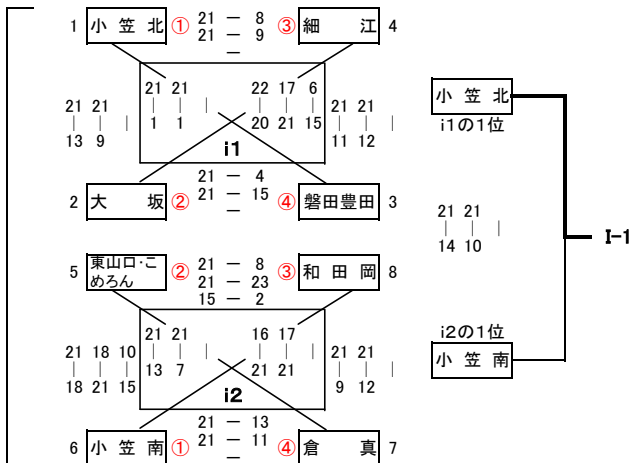 1 小笠北 ① 21 － 8 ③ 細江 4
21 － 9
－
21 21 | 22 17 6
| | | | | |
1 1 20 21 15
21 21 21 21
| | | | | |
13 9 11 12
i1
21 － 4
2 大坂 ② 21 － 15 ④ 磐田豊田 3
－
小笠北
i1の1位
21 21
| | |
14 10
I-1
i2の1位
小笠南
5 東山口・こめろん ② 21 － 8 ③ 和田岡 8
21 － 23
15 － 2
21 21 | 16 17 |
| | | |
13 7 21 21
21 18 10 21 21
| | | | | |
18 21 15 9 12
i2
21 － 13
6 小笠南 ① 21 － 11 ④ 倉真 7
－